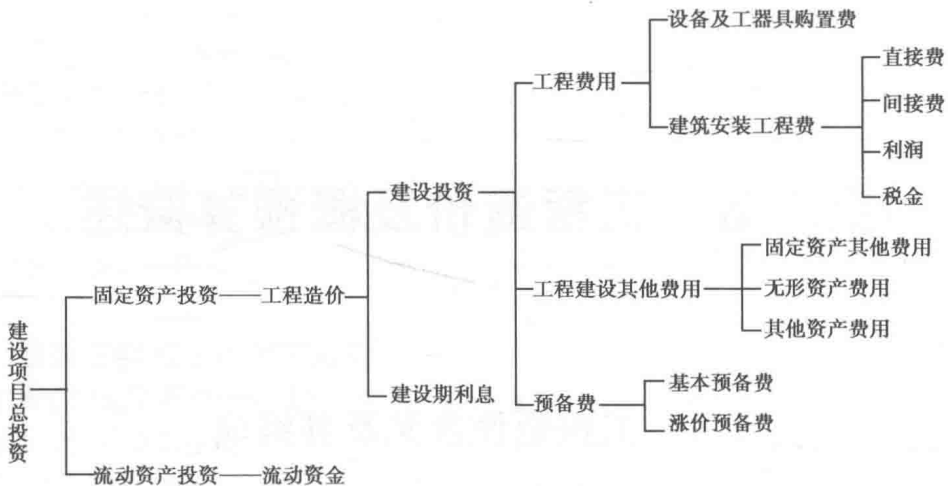 设备及工器具购置费
直接费
工程费用
间接费
建筑安装工程费
利润
建设投资
税金
固定资产其他费用
固定资产投资
工程造价
工程建设其他费用
无形资产费用
其他资产费用
建设项目总投资
建设期利息
基本预备费
预备费
涨价预备费
流动资产投资
流动资金